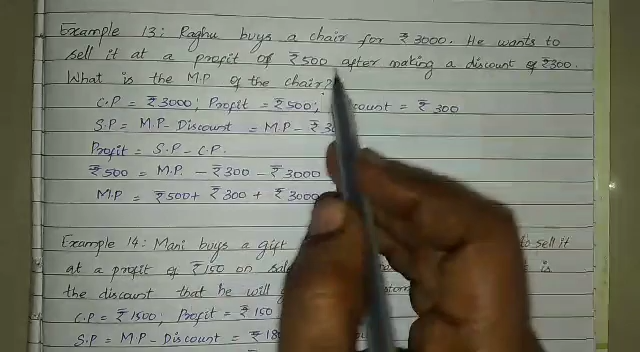 Example 13: Raghu buys a chair for ₹3000. He wants to
sell it at a profit of ₹500 after making a discount of ₹300.
What is the M.P of the chair?
C.P = ₹3000; Profit = ₹500; count = ₹300
S.P = M.P - Discount = M.P - ₹30
Profit = S.P - C.P.
₹500 = M.P. - ₹300 - ₹3000
M.P = ₹500 + ₹300 + ₹3000
Example 14: Mani buys a gift to sell it
at a profit of ₹150 on is
the discount that he will
C.P = ₹1500; Profit = ₹150
S.P = M.P - Discount = ₹18